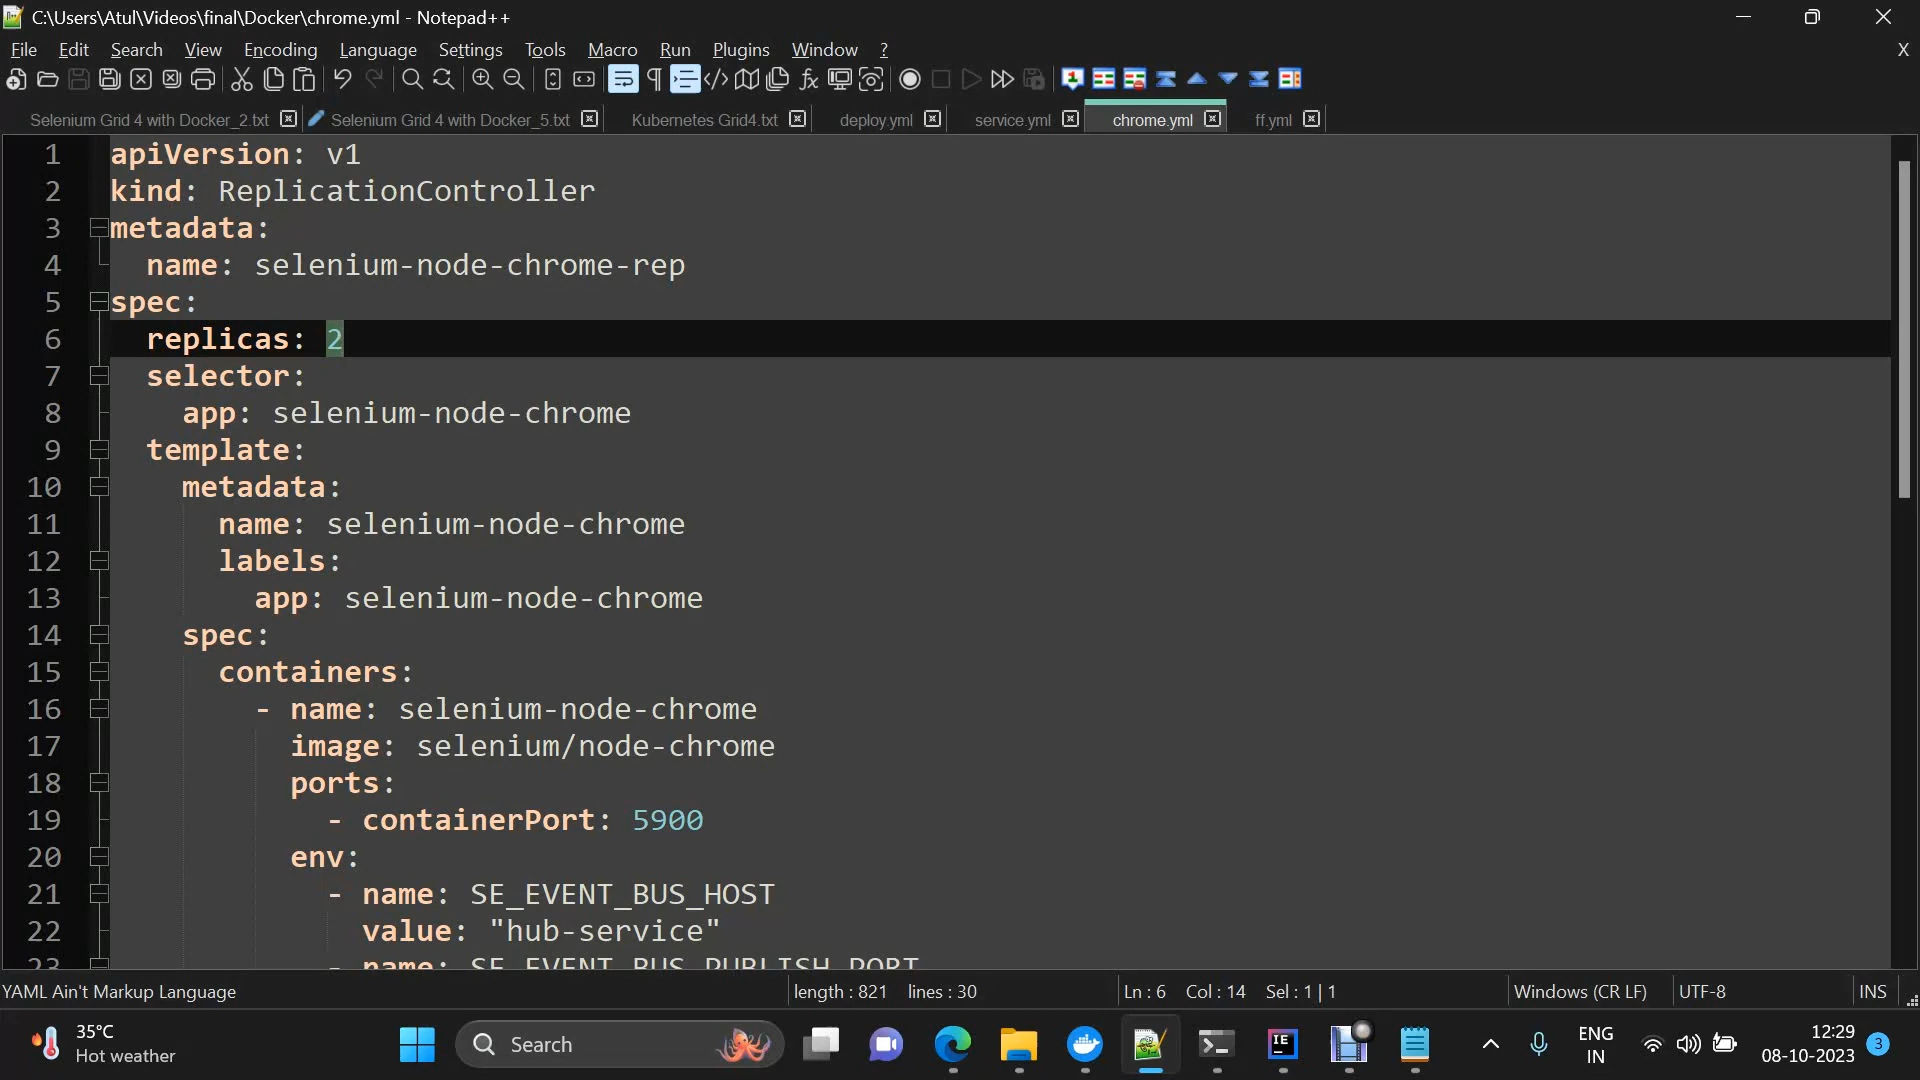 C:\Users\Atul\Videos\final\Docker\chrome.yml - Notepad++
File Edit Search View Encoding Language Settings Tools Macro Run Plugins Window ? X
Selenium Grid 4 with Docker_2.txt Selenium Grid 4 with Docker_5.txt Kubernetes Grid4.txt deploy.yml service.yml chrome.yml ff.yml
1 apiVersion: v1
2 kind: ReplicationController
3 metadata:
4 name: selenium-node-chrome-rep
5 spec:
6 replicas: 2
7 selector:
8 app: selenium-node-chrome
9 template:
10 metadata:
11 name: selenium-node-chrome
12 labels:
13 app: selenium-node-chrome
14 spec:
15 containers:
16 - name: selenium-node-chrome
17 image: selenium/node-chrome
18 ports:
19 - containerPort: 5900
20 env:
21 - name: SE_EVENT_BUS_HOST
22 value: "hub-service"
23 - name: SE_EVENT_BUS_PUBLISH_PORT
YAML Ain't Markup Language length : 821 lines : 30 Ln : 6 Col : 14 Sel : 1 | 1 Windows (CR LF) UTF-8 INS
35°C
Hot weather
Search
ENG
IN
12:29
08-10-2023
3